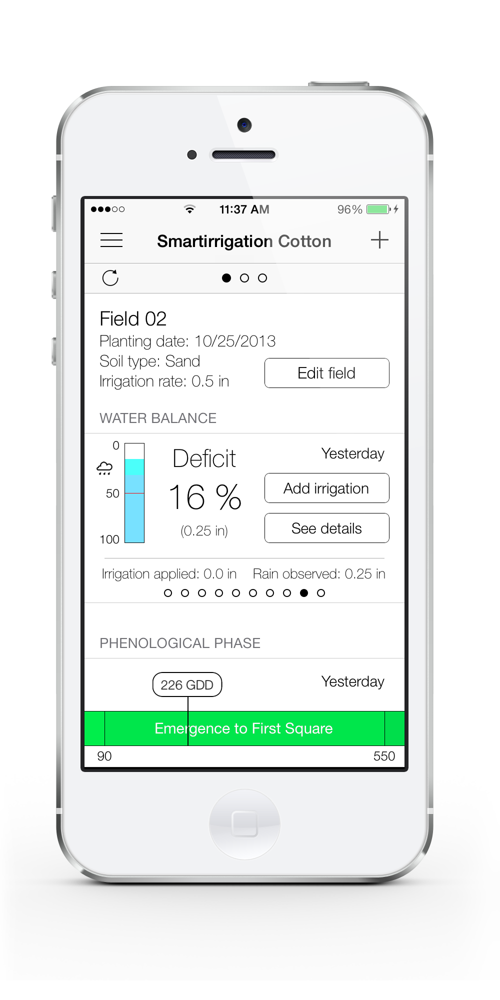 11:37 AM
96%
Smartirrigation Cotton
Field 02
Planting date: 10/25/2013
Soil type: Sand
Irrigation rate: 0.5 in
Edit field
WATER BALANCE
0
50
100
Deficit
16 %
(0.25 in)
Yesterday
Add irrigation
See details
Irrigation applied: 0.0 in
Rain observed: 0.25 in
PHENOLOGICAL PHASE
226 GDD
Yesterday
Emergence to First Square
90
550